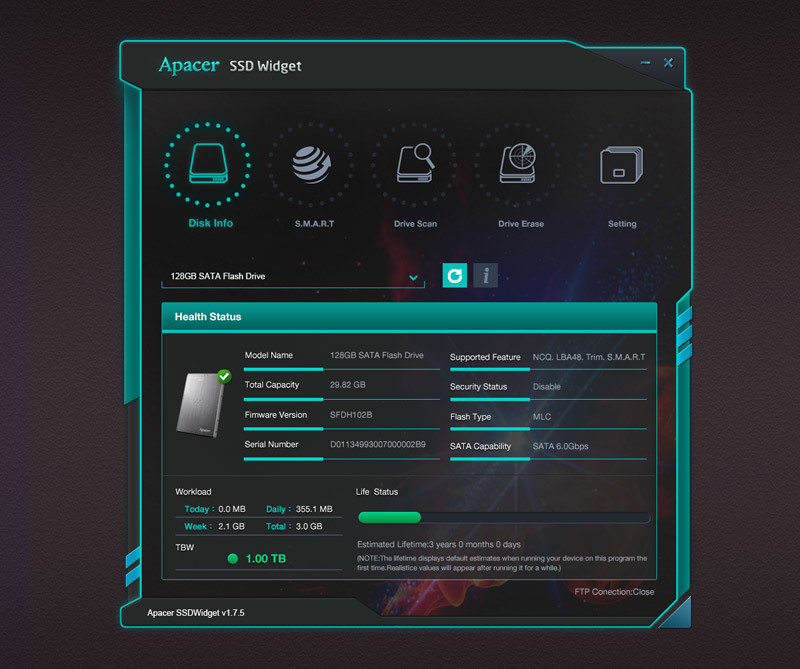 Apacer SSD Widget
Disk Info
S.M.A.R.T
Drive Scan
Drive Erase
Setting
128GB SATA Flash Drive
Health Status
Model Name 128GB SATA Flash Drive
Total Capacity 29.82 GB
Fimware Version SFDH102B
Serial Number D01134993007000002B9
Supported Feature NCQ. LBA48. Trim. S.M.A.R.T
Security Status Disable
Flash Type MLC
SATA Capability SATA 6.0Gbps
Apacer
Workload
Today : 0.0 MB Daily : 355.1 MB
Week : 2.1 GB Total : 3.0 GB
TBW
1.00 TB
Life Status
Estimated Lifetime:3 years 0 months 0 days
(NOTE:The lifetime displays default estimates when running your device on this program the
first time.Realistice values will appear after running it for a while.)
FTP Conection:Close
Apacer SSDWidget v1.7.5